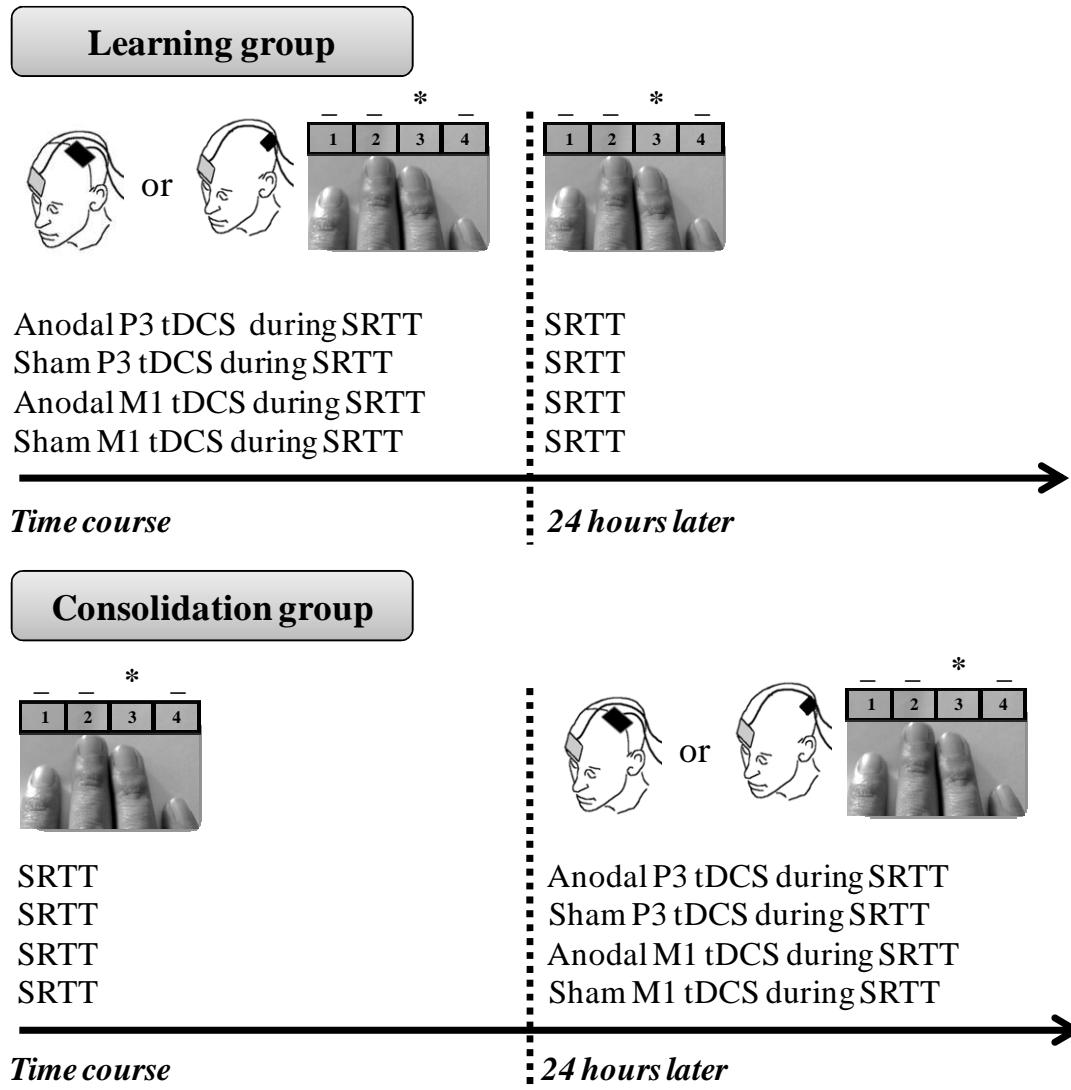 Learning group
_ _ * _
1 2 3 4
_ _ * _
1 2 3 4
or
Anodal P3 tDCS during SRTT
Sham P3 tDCS during SRTT
Anodal M1 tDCS during SRTT
Sham M1 tDCS during SRTT
SRTT
SRTT
SRTT
SRTT
Time course
24 hours later
Consolidation group
_ _ * _
1 2 3 4
or
_ _ * _
1 2 3 4
SRTT
SRTT
SRTT
SRTT
Anodal P3 tDCS during SRTT
Sham P3 tDCS during SRTT
Anodal M1 tDCS during SRTT
Sham M1 tDCS during SRTT
Time course
24 hours later